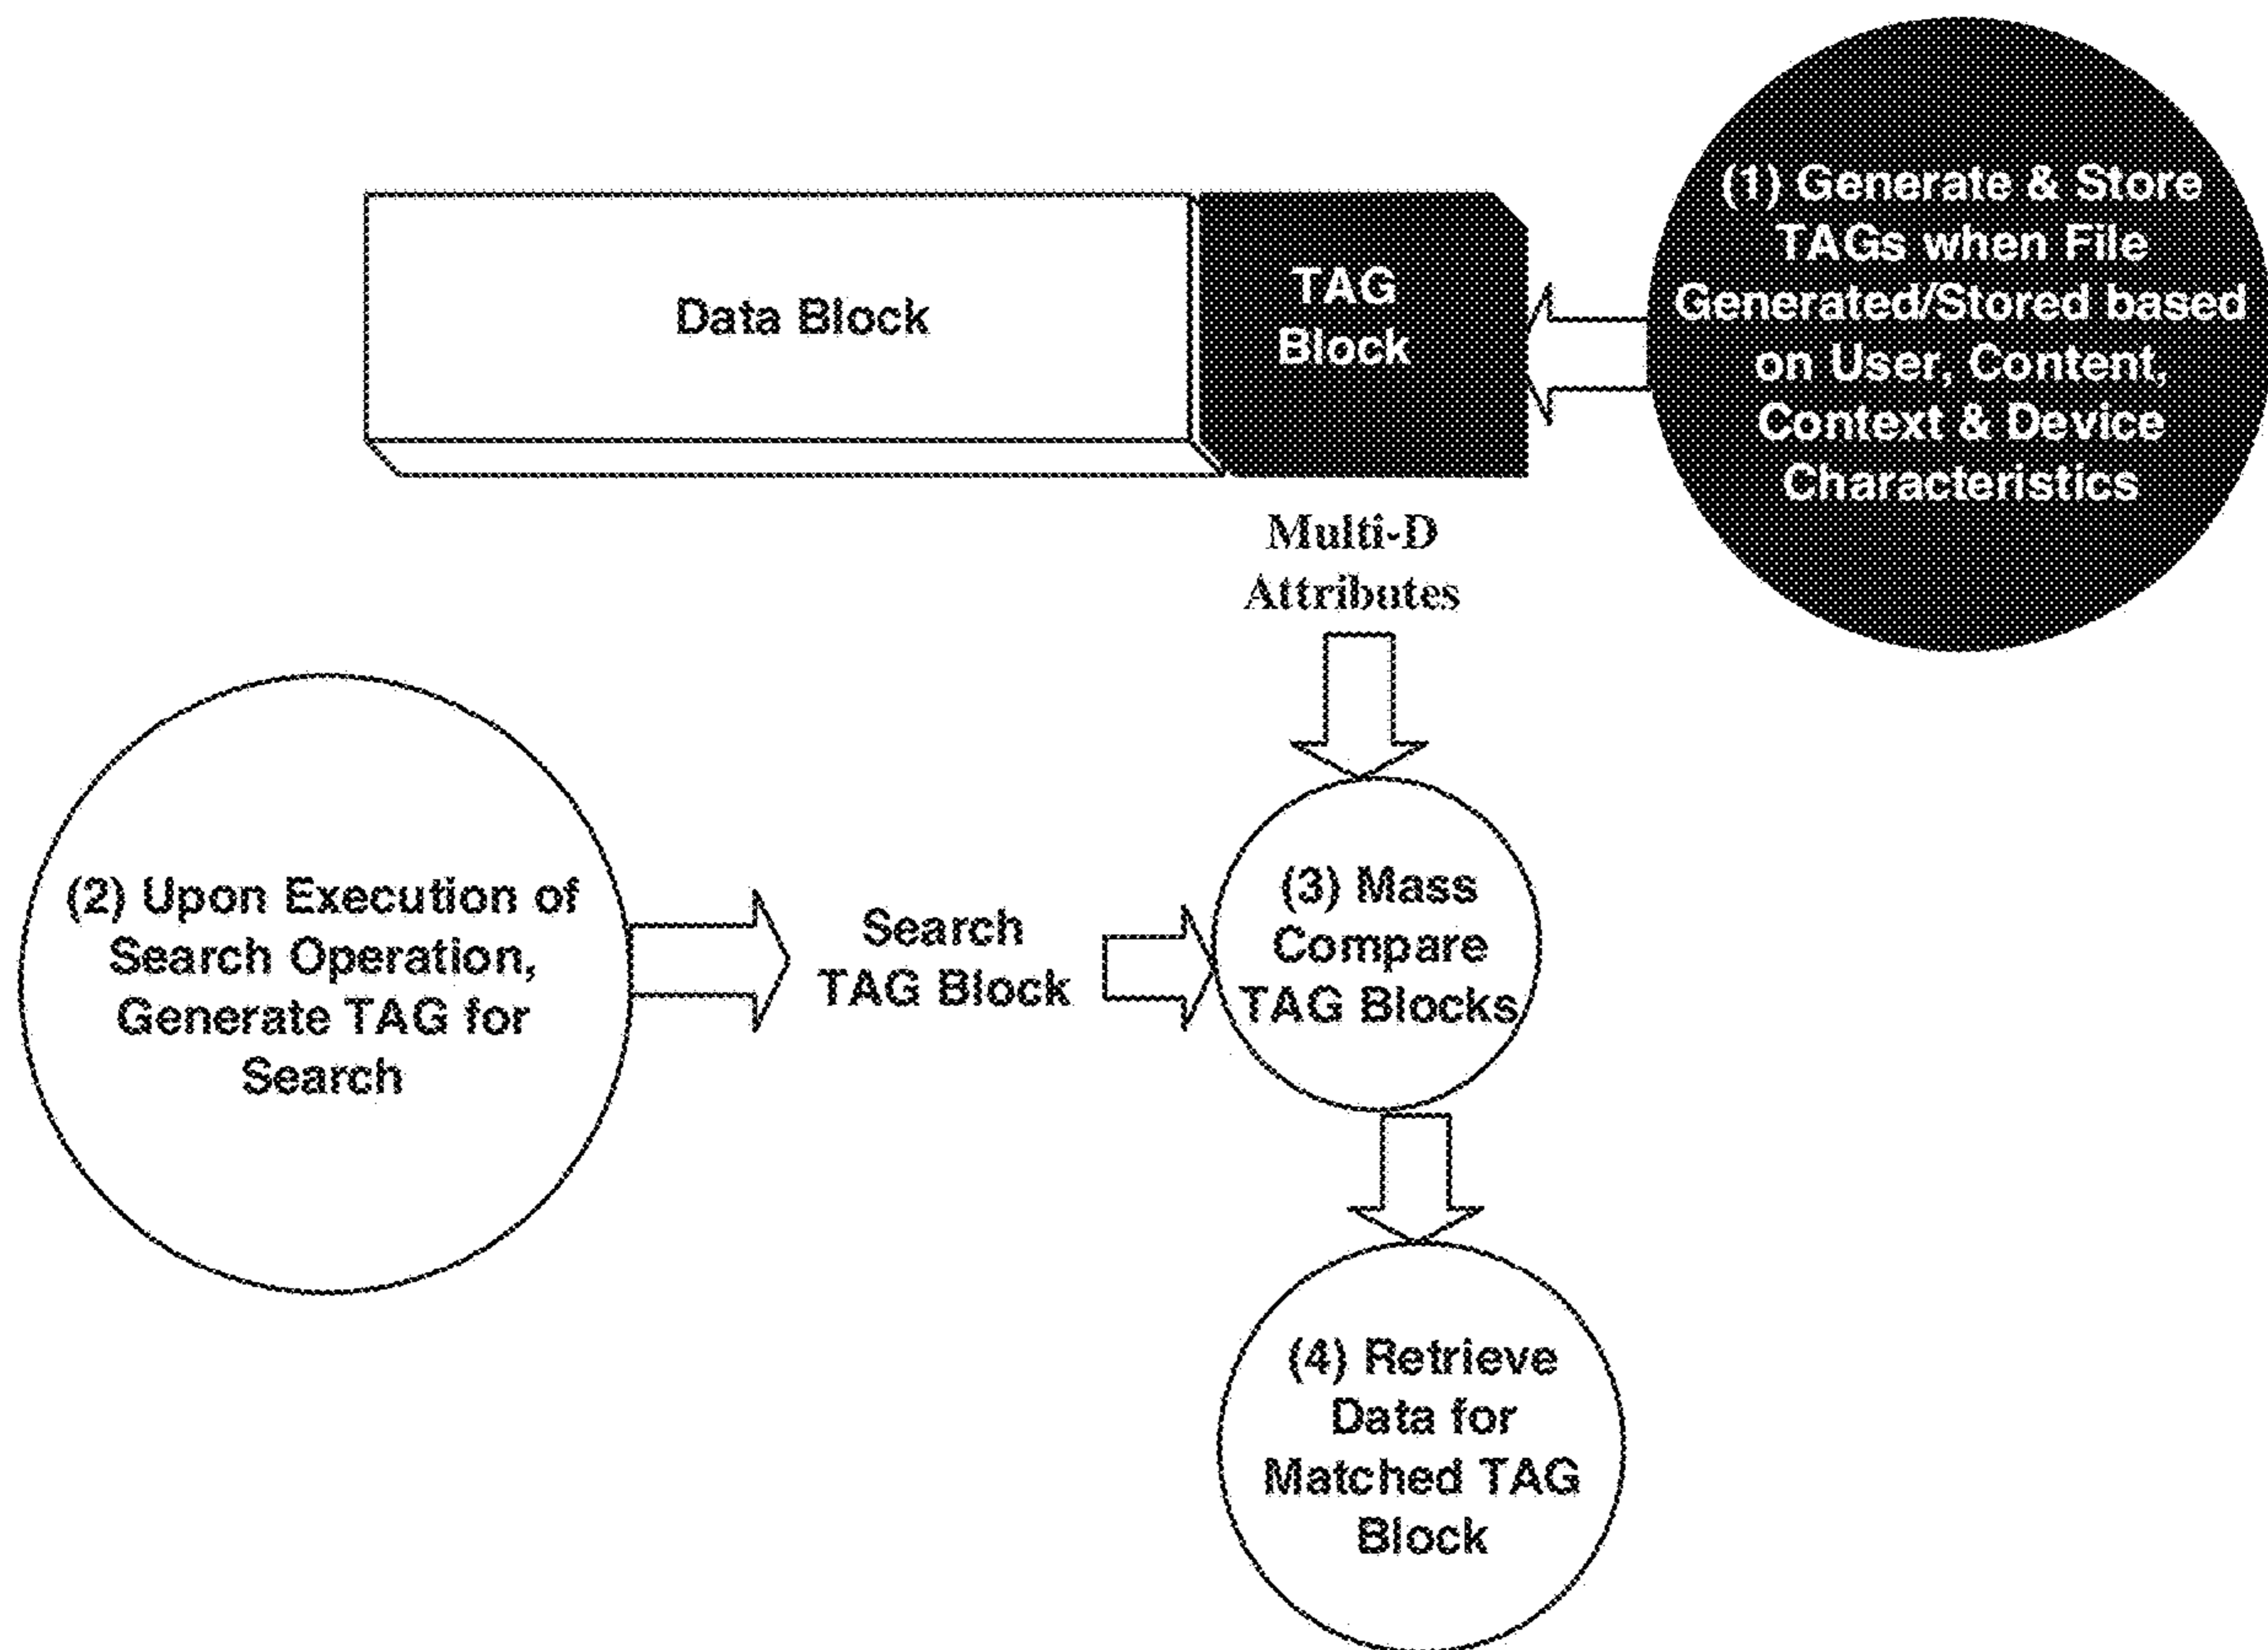 (1) Generate & Store
TAGs when File
Generated/Stored based
on User, Content,
Context & Device
Characteristics
Data Block
TAG
Block
Multi-D
Attributes
(2) Upon Execution of
Search Operation,
Generate TAG for
Search
Search
TAG Block
(3) Mass
Compare
TAG Blocks
(4) Retrieve
Data for
Matched TAG
Block